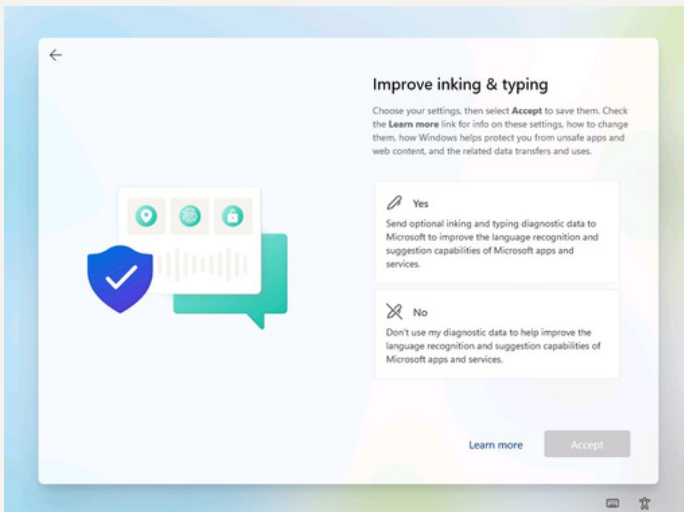 Improve inking & typing
Choose your settings, then select Accept to save them. Check
the Learn more link for info on these settings, how to change
them, how Windows helps protect you from unsafe apps and
web content, and the related data transfers and uses.
Yes
Send optional inking and typing diagnostic data to
Microsoft to improve the language recognition and
suggestion capabilities of Microsoft apps and
services.
No
Don't use my diagnostic data to help improve the
language recognition and suggestion capabilities of
Microsoft apps and services.
Learn more
Accept